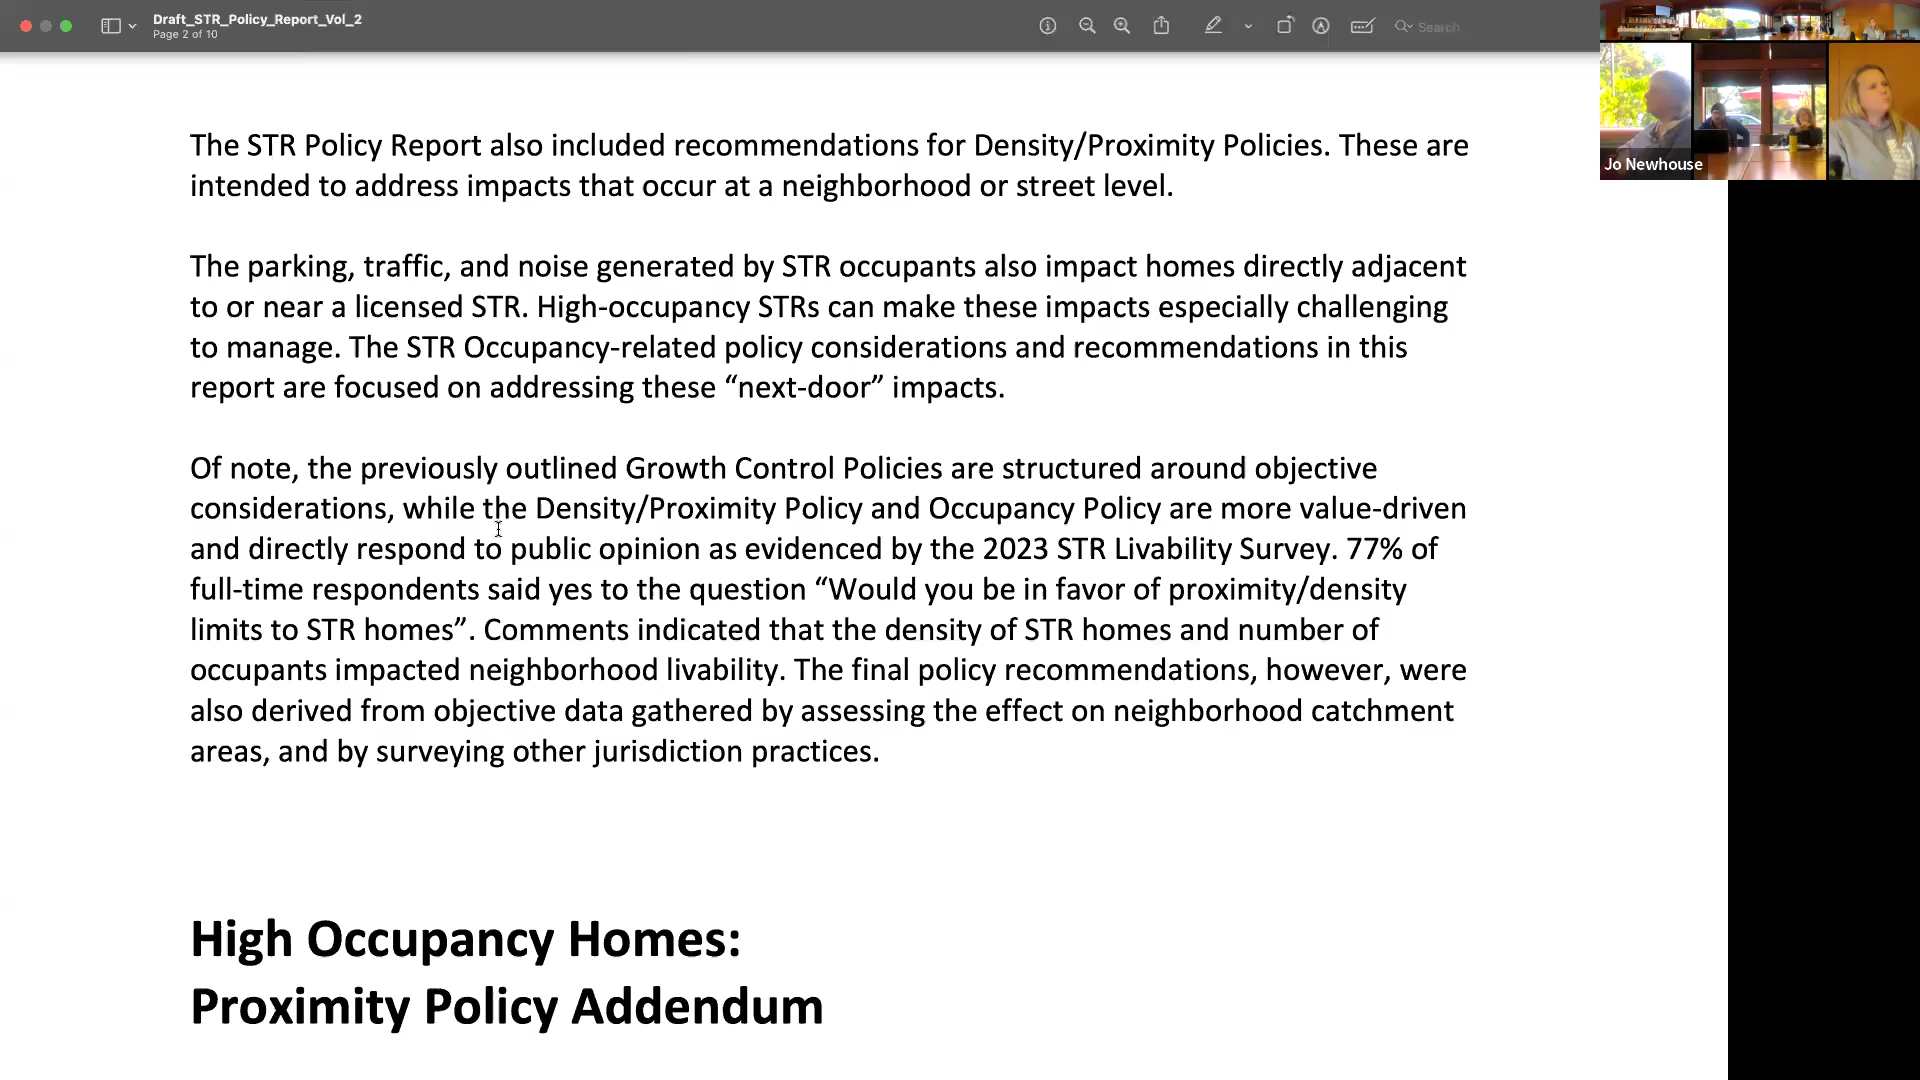 Draft_STR_Policy_Report_Vol_2
Page 2 of 10
Search
Jo Newhouse
The STR Policy Report also included recommendations for Density/Proximity Policies. These are
intended to address impacts that occur at a neighborhood or street level.
The parking, traffic, and noise generated by STR occupants also impact homes directly adjacent
to or near a licensed STR. High-occupancy STRs can make these impacts especially challenging
to manage. The STR Occupancy-related policy considerations and recommendations in this
report are focused on addressing these “next-door” impacts.
Of note, the previously outlined Growth Control Policies are structured around objective
considerations, while the Density/Proximity Policy and Occupancy Policy are more value-driven
and directly respond to public opinion as evidenced by the 2023 STR Livability Survey. 77% of
full-time respondents said yes to the question “Would you be in favor of proximity/density
limits to STR homes”. Comments indicated that the density of STR homes and number of
occupants impacted neighborhood livability. The final policy recommendations, however, were
also derived from objective data gathered by assessing the effect on neighborhood catchment
areas, and by surveying other jurisdiction practices.
High Occupancy Homes:
Proximity Policy Addendum